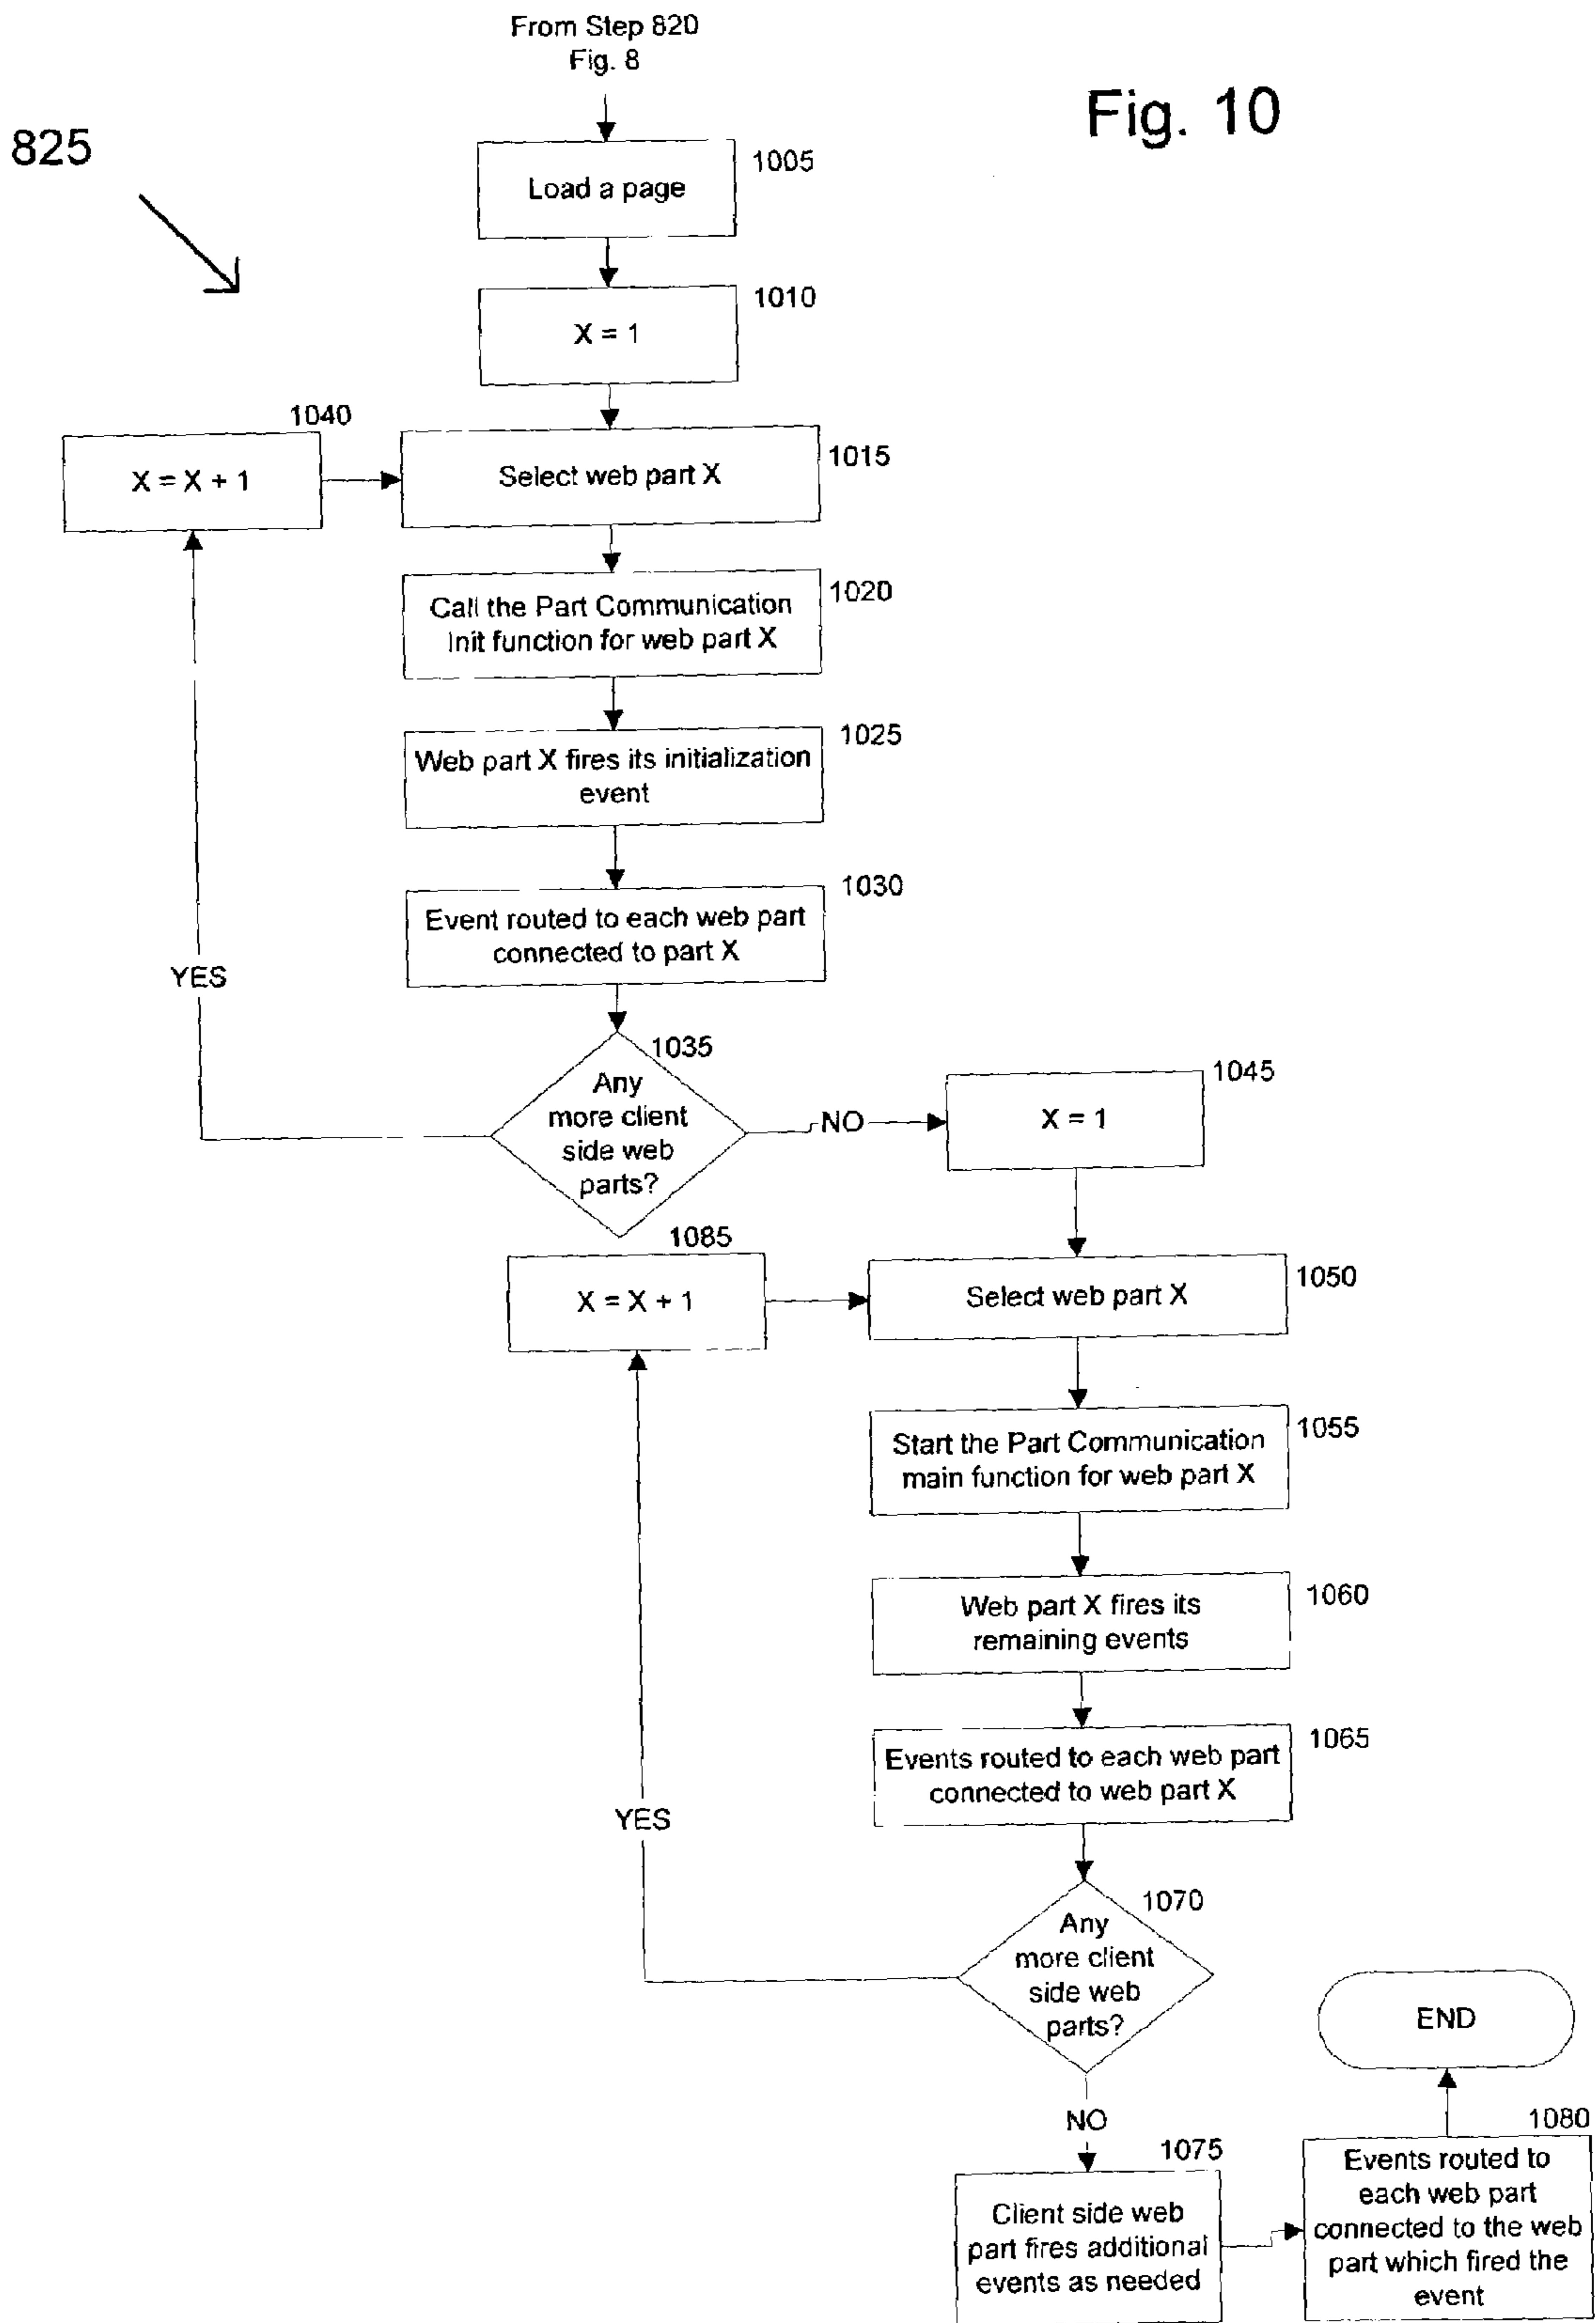 From Step 820
Fig. 8
Fig. 10
825
1005
Load a page
1010
X = 1
1040
X = X + 1
1015
Select web part X
1020
Call the Part Communication
Init function for web part X
1025
Web part X fires its initialization
event
1030
Event routed to each web part
connected to part X
YES
1035
Any
more client
side web
parts?
NO
1045
X = 1
1085
X = X + 1
1050
Select web part X
1055
Start the Part Communication
main function for web part X
1060
Web part X fires its
remaining events
1065
Events routed to each web part
connected to web part X
YES
1070
Any
more client
side web
parts?
NO
1075
Client side web
part fires additional
events as needed
1080
Events routed to
each web part
connected to the web
part which fired the
event
END